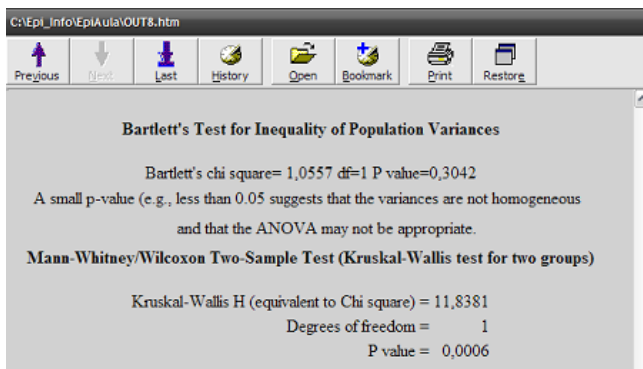 C:\Epi_Info\EpiAula\OUT8.htm
Previous Next Last History Open Bookmark Print Restore
Bartlett's Test for Inequality of Population Variances
Bartlett's chi square= 1,0557 df=1 P value=0,3042
A small p-value (e.g., less than 0.05 suggests that the variances are not homogeneous
and that the ANOVA may not be appropriate.
Mann-Whitney/Wilcoxon Two-Sample Test (Kruskal-Wallis test for two groups)
Kruskal-Wallis H (equivalent to Chi square) = 11,8381
Degrees of freedom = 1
P value = 0,0006